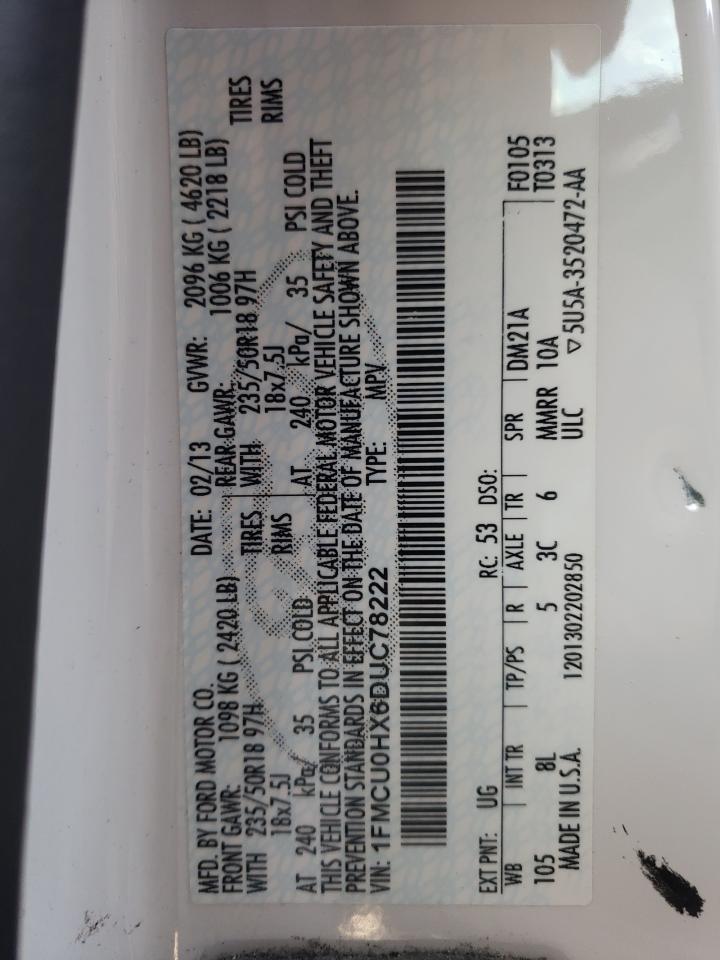 MFD. BY FORD MOTOR CO. DATE: 02/13 GVWR: 2096 KG ( 4620 LB)
FRONT GAWR: 1098 KG ( 2420 LB) REAR GAWR: 1006 KG ( 2218 LB)
WITH 235/50R18 97H TIRES WITH 235/50R18 97H TIRES
18x7.5J RIMS 18x7.5J RIMS
AT 240 kPa/ 35 PSI COLD AT 240 kPa/ 35 PSI COLD
THIS VEHICLE CONFORMS TO ALL APPLICABLE FEDERAL MOTOR VEHICLE SAFETY AND THEFT
PREVENTION STANDARDS IN EFFECT ON THE DATE OF MANUFACTURE SHOWN ABOVE.
VIN: 1FMCU0HX6DUC78222 TYPE: MPV
EXT PNT: UG RC: 53 DSO:
WB INT TR TP/PS R AXLE TR SPR DM21A F0105
105 8L 5 3C 6 MMRR 10A T0313
MADE IN U.S.A. 1201302202850 ULC ▽5U5A-3520472-AA